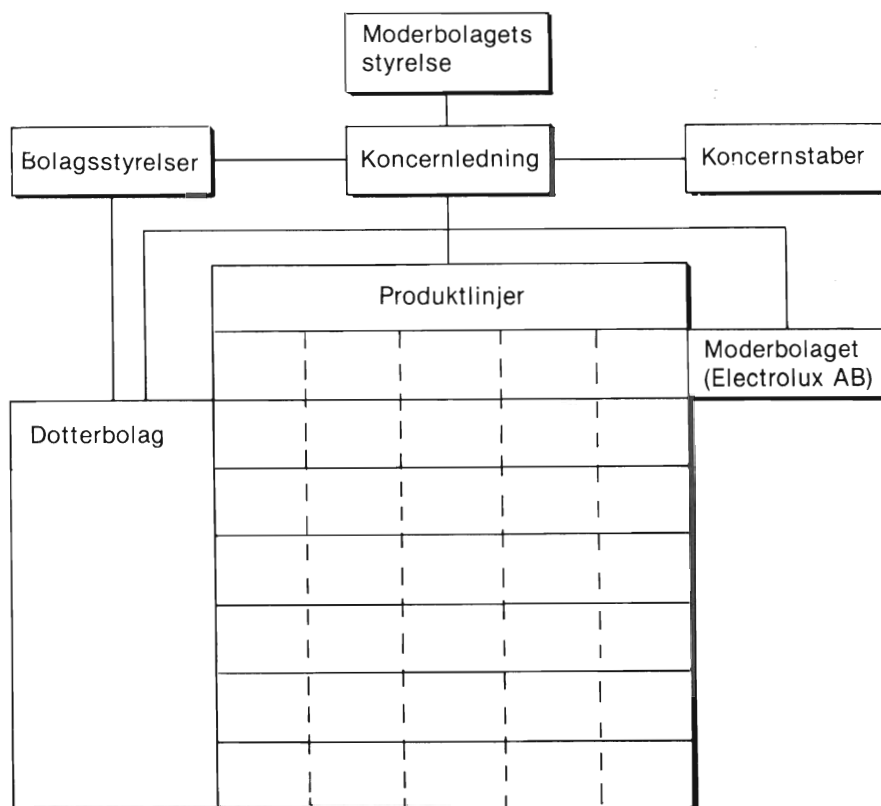 Moderbolagets
styrelse
Bolagsstyrelser
Koncernledning
Koncernstaber
Produktlinjer
Moderbolaget
(Electrolux AB)
Dotterbolag